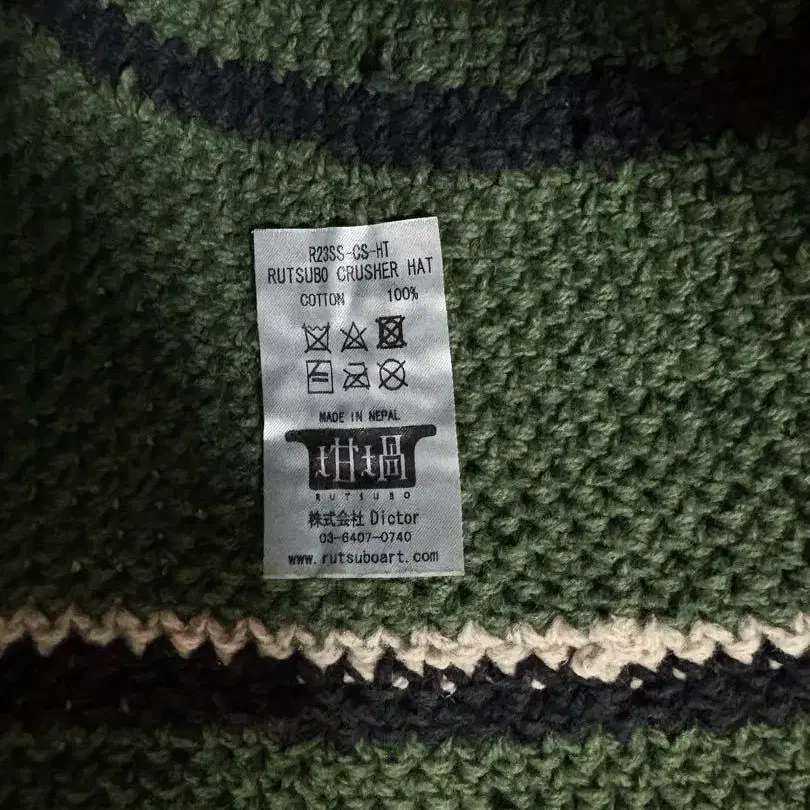 R23SS-CS-HT
RUTSUBO CRUSHER HAT
COTTON 100%
MADE IN NEPAL
坩堝
RUTSUBO
株式会社 Dictor
03-6407-0740
www.rutsuboart.com